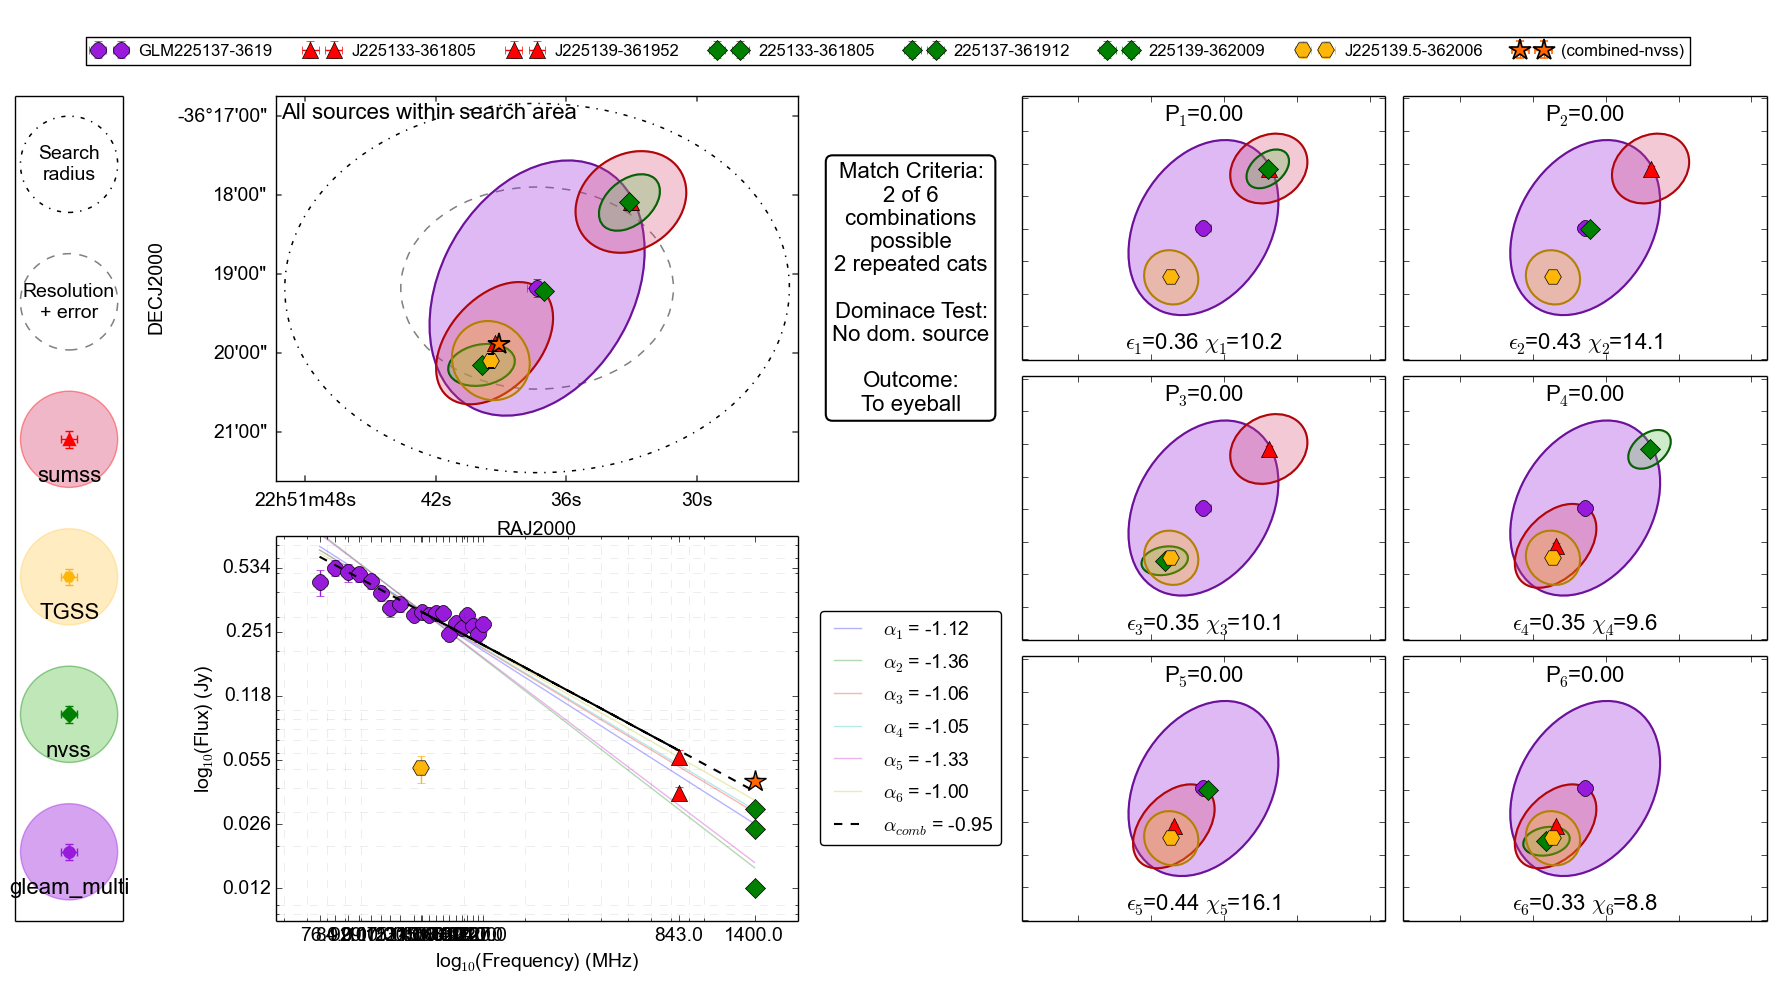 GLM225137-3619 J225133-361805 J225139-361952 225133-361805 225137-361912 225139-362009 J225139.5-362006 (combined-nvss)
Search
radius
Resolution
+ error
sumss
TGSS
nvss
gleam_multi
All sources within search area
-36°17'00"
18'00"
19'00"
20'00"
21'00"
DECJ2000
22h51m48s 42s 36s 30s
RAJ2000
Match Criteria:
2 of 6
combinations
possible
2 repeated cats
Dominace Test:
No dom. source
Outcome:
To eyeball
0.534
0.251
0.118
0.055
0.026
0.012
log10(Flux) (Jy)
843.0 1400.0
log10(Frequency) (MHz)
α1 = -1.12
α2 = -1.36
α3 = -1.06
α4 = -1.05
α5 = -1.33
α6 = -1.00
αcomb = -0.95
P1=0.00
ϵ1=0.36 χ1=10.2
P2=0.00
ϵ2=0.43 χ2=14.1
P3=0.00
ϵ3=0.35 χ3=10.1
P4=0.00
ϵ4=0.35 χ4=9.6
P5=0.00
ϵ5=0.44 χ5=16.1
P6=0.00
ϵ6=0.33 χ6=8.8